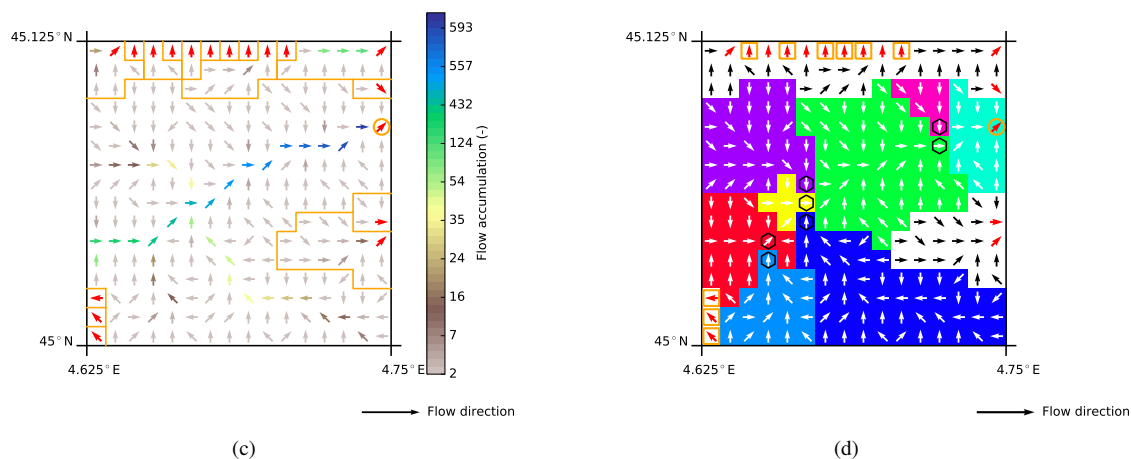 45.125°N
45°N
4.625°E
4.75°E
593
557
432
124
54
35
24
16
7
2
Flow accumulation (-)
Flow direction
(c)
45.125°N
45°N
4.625°E
4.75°E
Flow direction
(d)